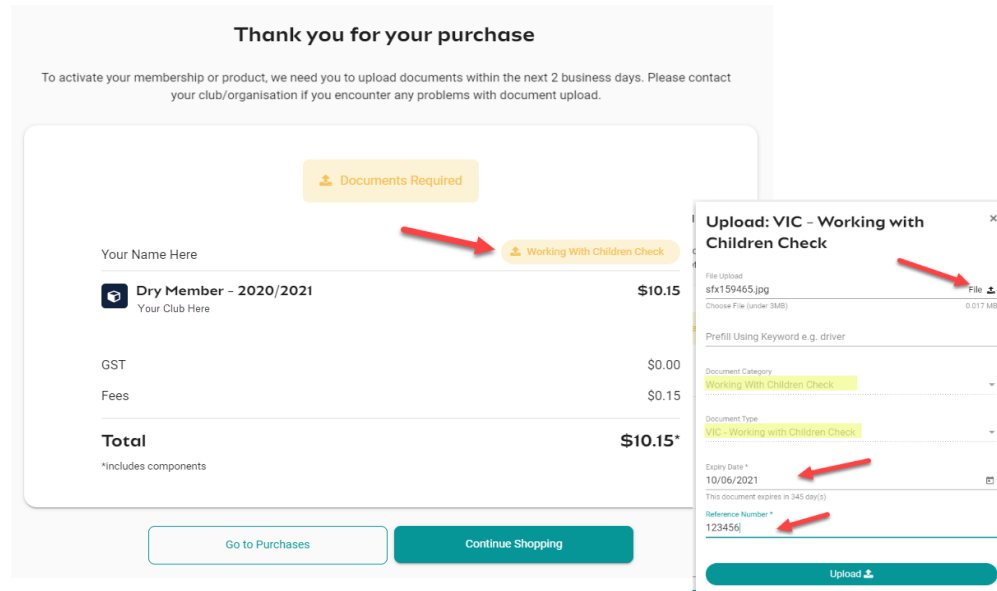 Thank you for your purchase
To activate your membership or product, we need you to upload documents within the next 2 business days. Please contact
your club/organisation if you encounter any problems with document upload.
Documents Required
Your Name Here
Working With Children Check
Dry Member - 2020/2021
$10.15
Your Club Here
GST
$0.00
Fees
$0.15
Total
$10.15*
*includes components
Go to Purchases
Continue Shopping
Upload: VIC - Working with
Children Check
×
File Upload
sfx159465.jpg
File
Choose File (under 3MB)
0.017 MB
Prefill Using Keyword e.g. driver
Document Category
Working With Children Check
Document Type
VIC - Working with Children Check
Expiry Date *
10/06/2021
This document expires in 345 day(s)
Reference Number *
123456
Upload